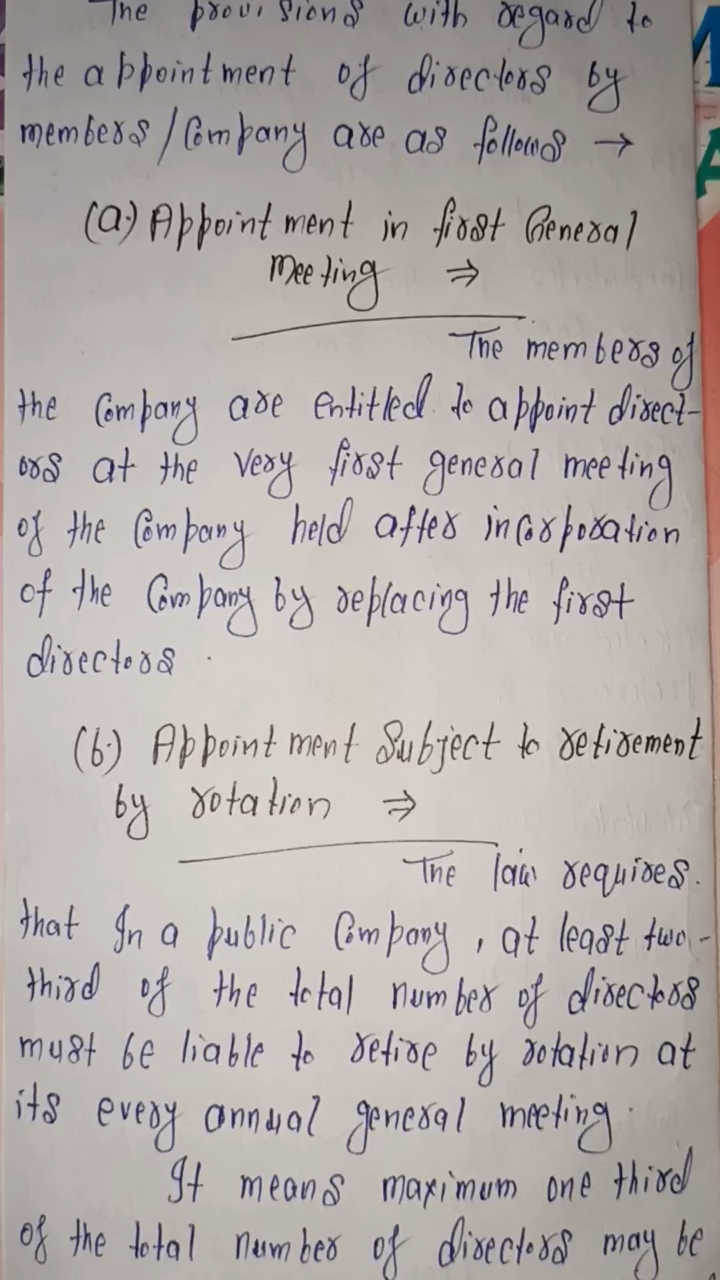 The provisions with regard to
the appointment of directors by
members/Company are as follows →
(a.) Appointment in first General
Meeting ⇒
The members of
the Company are entitled to appoint direct-
ors at the very first general meeting
of the Company held after incorporation
of the Company by replacing the first
directors.
(b.) Appointment Subject to retirement
by rotation ⇒
The law requires.
that In a public Company, at least two-
third of the total number of directors
must be liable to retire by rotation at
its every annual general meeting.
It means maximum one third
of the total number of directors may be